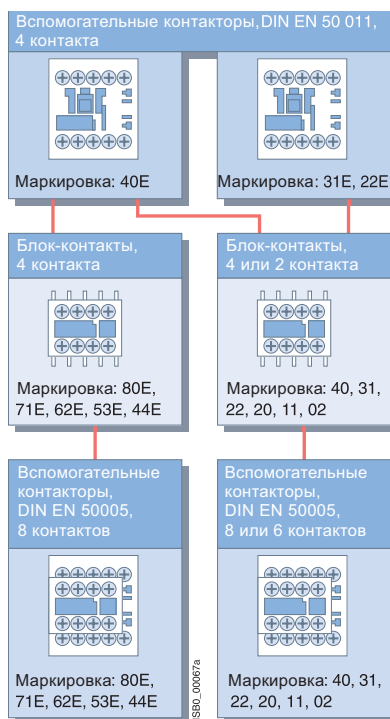 Вспомогательные контакторы,DIN EN 50 011,
4 контакта
Маркировка: 40E
Маркировка: 31E, 22E
Блок-контакты,
4 контакта
Маркировка: 80E,
71E, 62E, 53E, 44E
Блок-контакты,
4 или 2 контакта
Маркировка: 40, 31,
22, 20, 11, 02
Вспомогательные
контакторы,
DIN EN 50005,
8 контактов
Маркировка: 80E,
71E, 62E, 53E, 44E
Вспомогательные
контакторы,
DIN EN 50005,
8 или 6 контактов
Маркировка: 40, 31,
22, 20, 11, 02
SB0_00067a